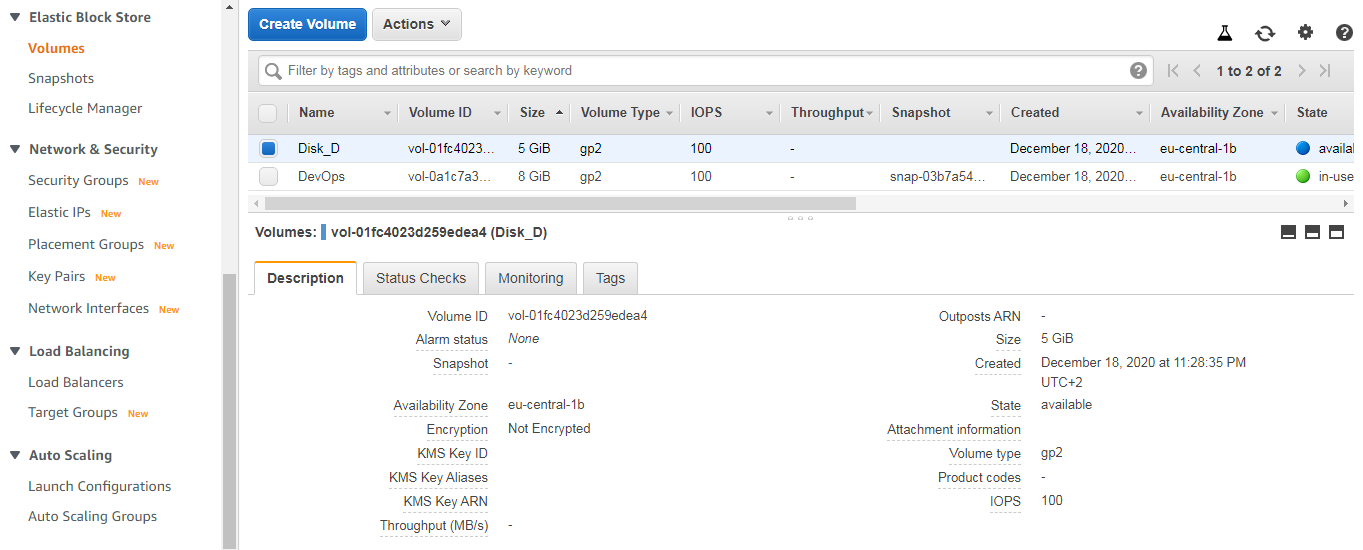 Elastic Block Store
Volumes
Snapshots
Lifecycle Manager
Network & Security
Security Groups New
Elastic IPs New
Placement Groups New
Key Pairs New
Network Interfaces New
Load Balancing
Load Balancers
Target Groups New
Auto Scaling
Launch Configurations
Auto Scaling Groups
Create Volume Actions
Filter by tags and attributes or search by keyword 1 to 2 of 2
Name Volume ID Size Volume Type IOPS Throughput Snapshot Created Availability Zone State
Disk_D vol-01fc4023... 5 GiB gp2 100 - December 18, 2020... eu-central-1b availal
DevOps vol-0a1c7a3... 8 GiB gp2 100 - snap-03b7a54... December 18, 2020... eu-central-1b in-use
Volumes: vol-01fc4023d259edea4 (Disk_D)
Description Status Checks Monitoring Tags
Volume ID vol-01fc4023d259edea4
Alarm status None
Snapshot -
Availability Zone eu-central-1b
Encryption Not Encrypted
KMS Key ID
KMS Key Aliases
KMS Key ARN
Throughput (MB/s) -
Outposts ARN -
Size 5 GiB
Created December 18, 2020 at 11:28:35 PM
UTC+2
State available
Attachment information
Volume type gp2
Product codes -
IOPS 100